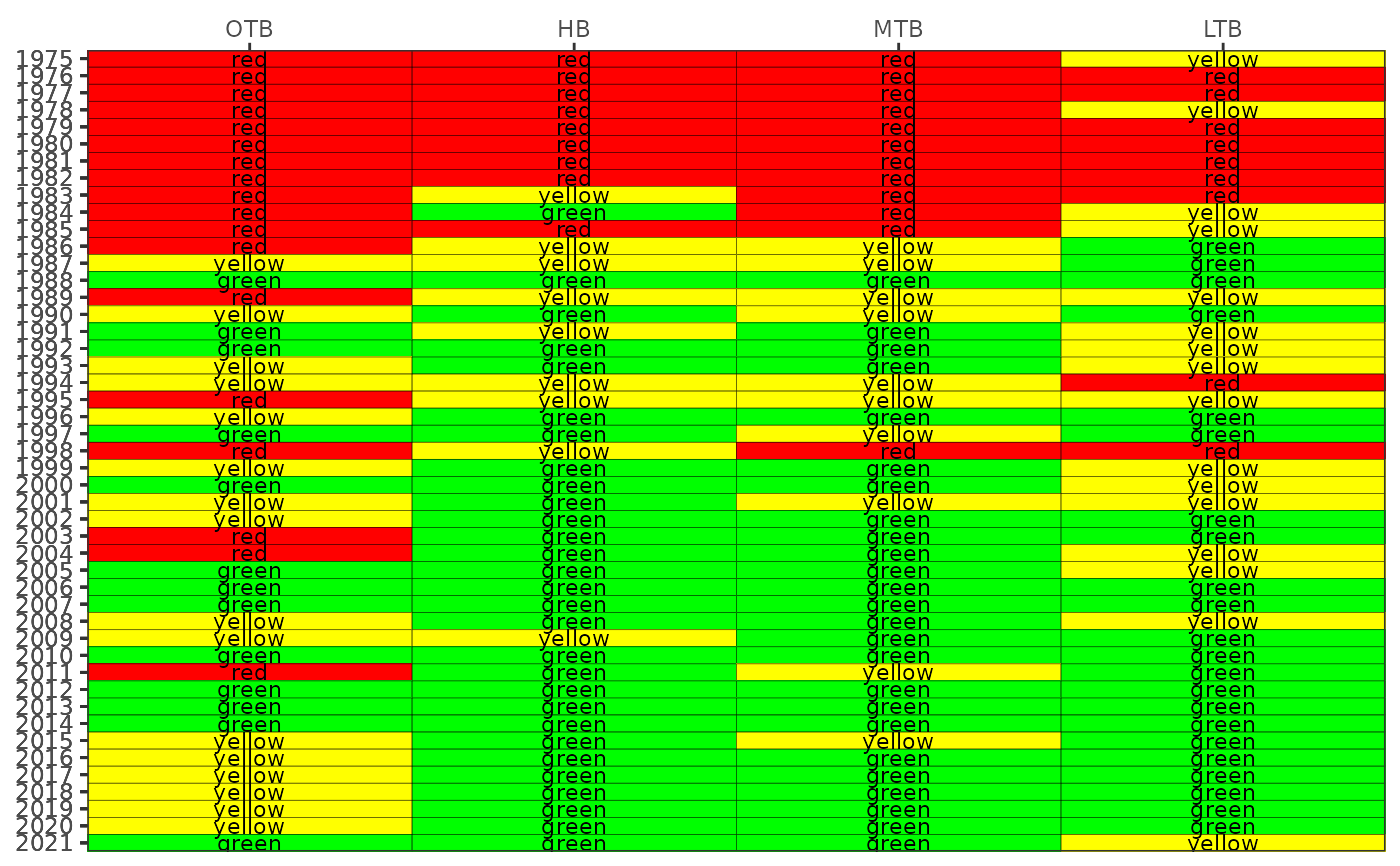 OTB HB MTB LTB
1975 red red red yellow
1976 red red red red
1977 red red red red
1978 red red red yellow
1979 red red red red
1980 red red red red
1981 red red red red
1982 red red red red
1983 red yellow red red
1984 red green red yellow
1985 red red red yellow
1986 red yellow yellow green
1987 yellow yellow yellow green
1988 green green green green
1989 red yellow yellow yellow
1990 yellow green yellow green
1991 green yellow green yellow
1992 green green green yellow
1993 yellow green green yellow
1994 yellow yellow yellow red
1995 red yellow yellow yellow
1996 yellow green green green
1997 green green yellow green
1998 red yellow red red
1999 yellow green green yellow
2000 green green green yellow
2001 yellow green yellow yellow
2002 yellow green green green
2003 red green green green
2004 red green green yellow
2005 green green green yellow
2006 green green green green
2007 green green green green
2008 yellow green green yellow
2009 yellow yellow green green
2010 green green green green
2011 red green yellow green
2012 green green green green
2013 green green green green
2014 green green green green
2015 yellow green yellow green
2016 yellow green green green
2017 yellow green green green
2018 yellow green green green
2019 yellow green green green
2020 yellow green green green
2021 green green green yellow